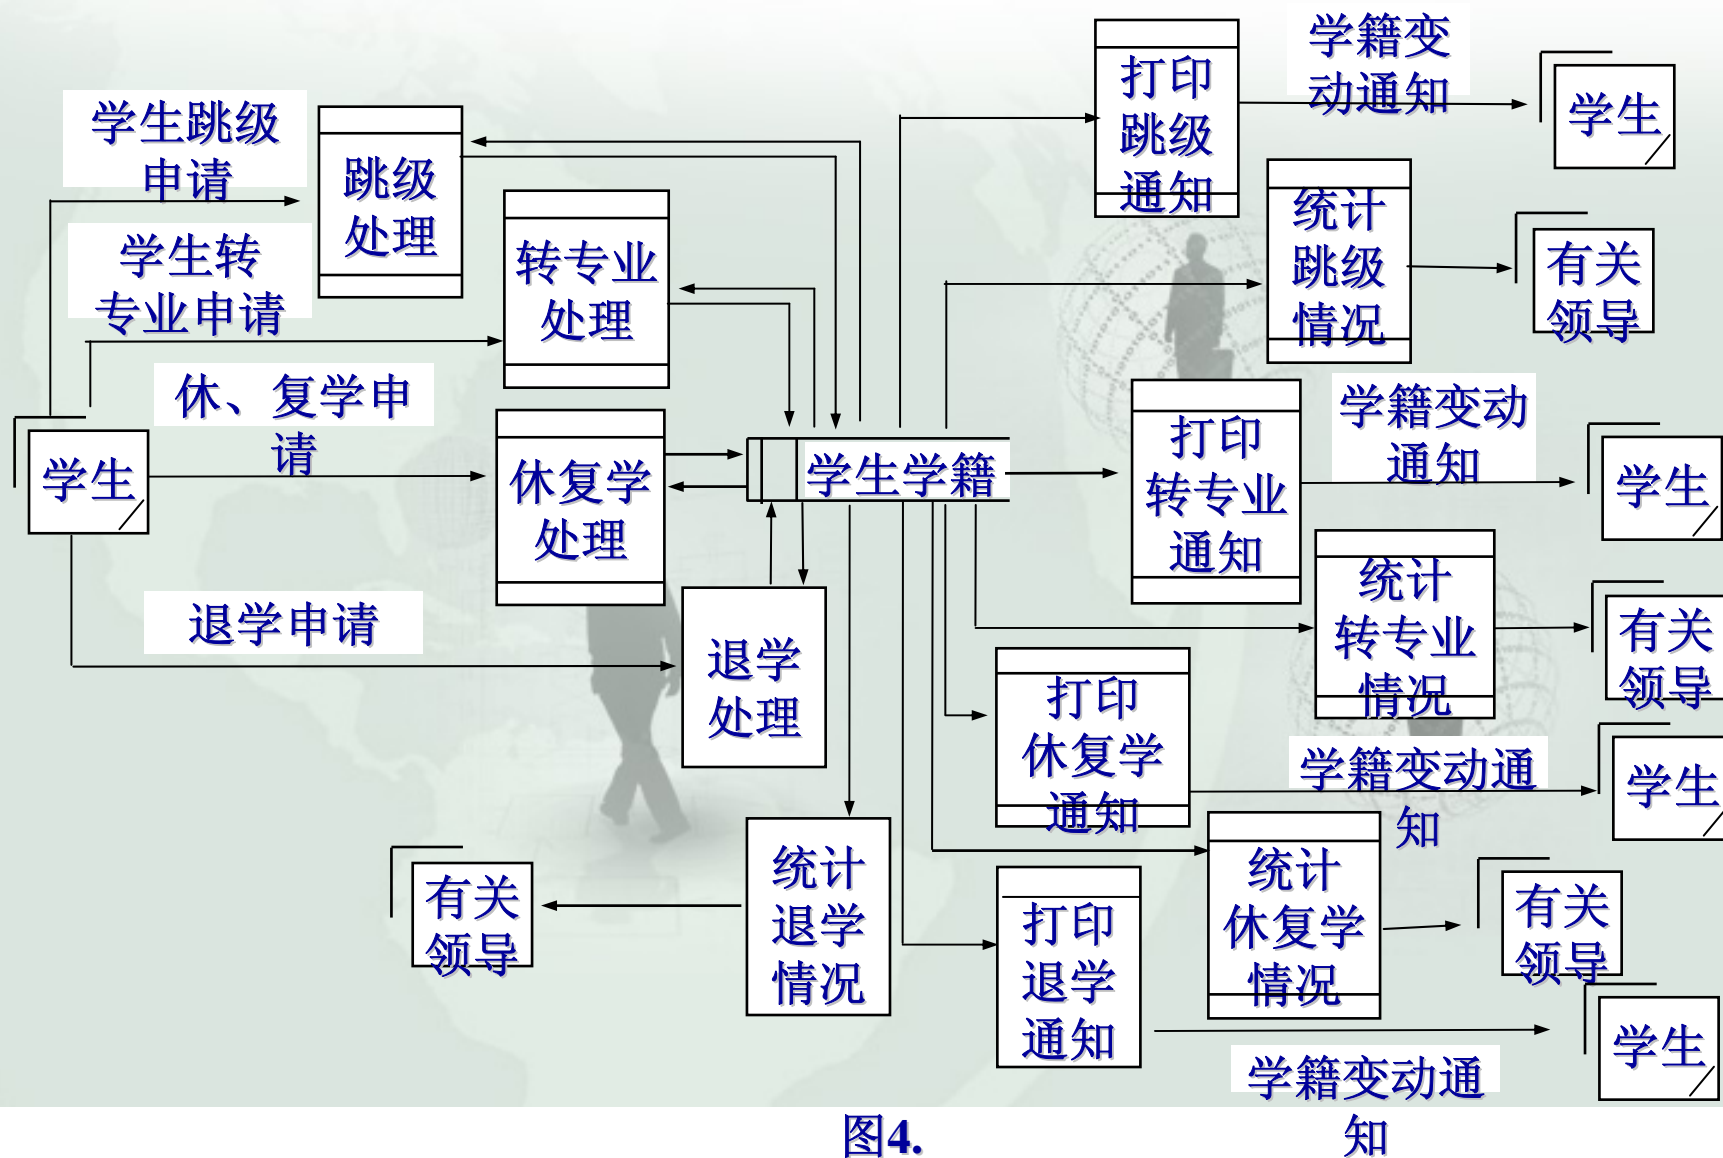 学生跳级
申请
学生转
专业申请
休、复学申
请
退学申请
学生
跳级
处理
转专业
处理
休复学
处理
退学
处理
学生学籍
统计
退学
情况
有关
领导
打印
跳级
通知
学籍变
动通知
学生
统计
跳级
情况
有关
领导
打印
转专业
通知
学籍变动
通知
学生
统计
转专业
情况
有关
领导
打印
休复学
通知
学籍变动通
知
学生
统计
休复学
情况
有关
领导
打印
退学
通知
学籍变动通
知
学生
图4.